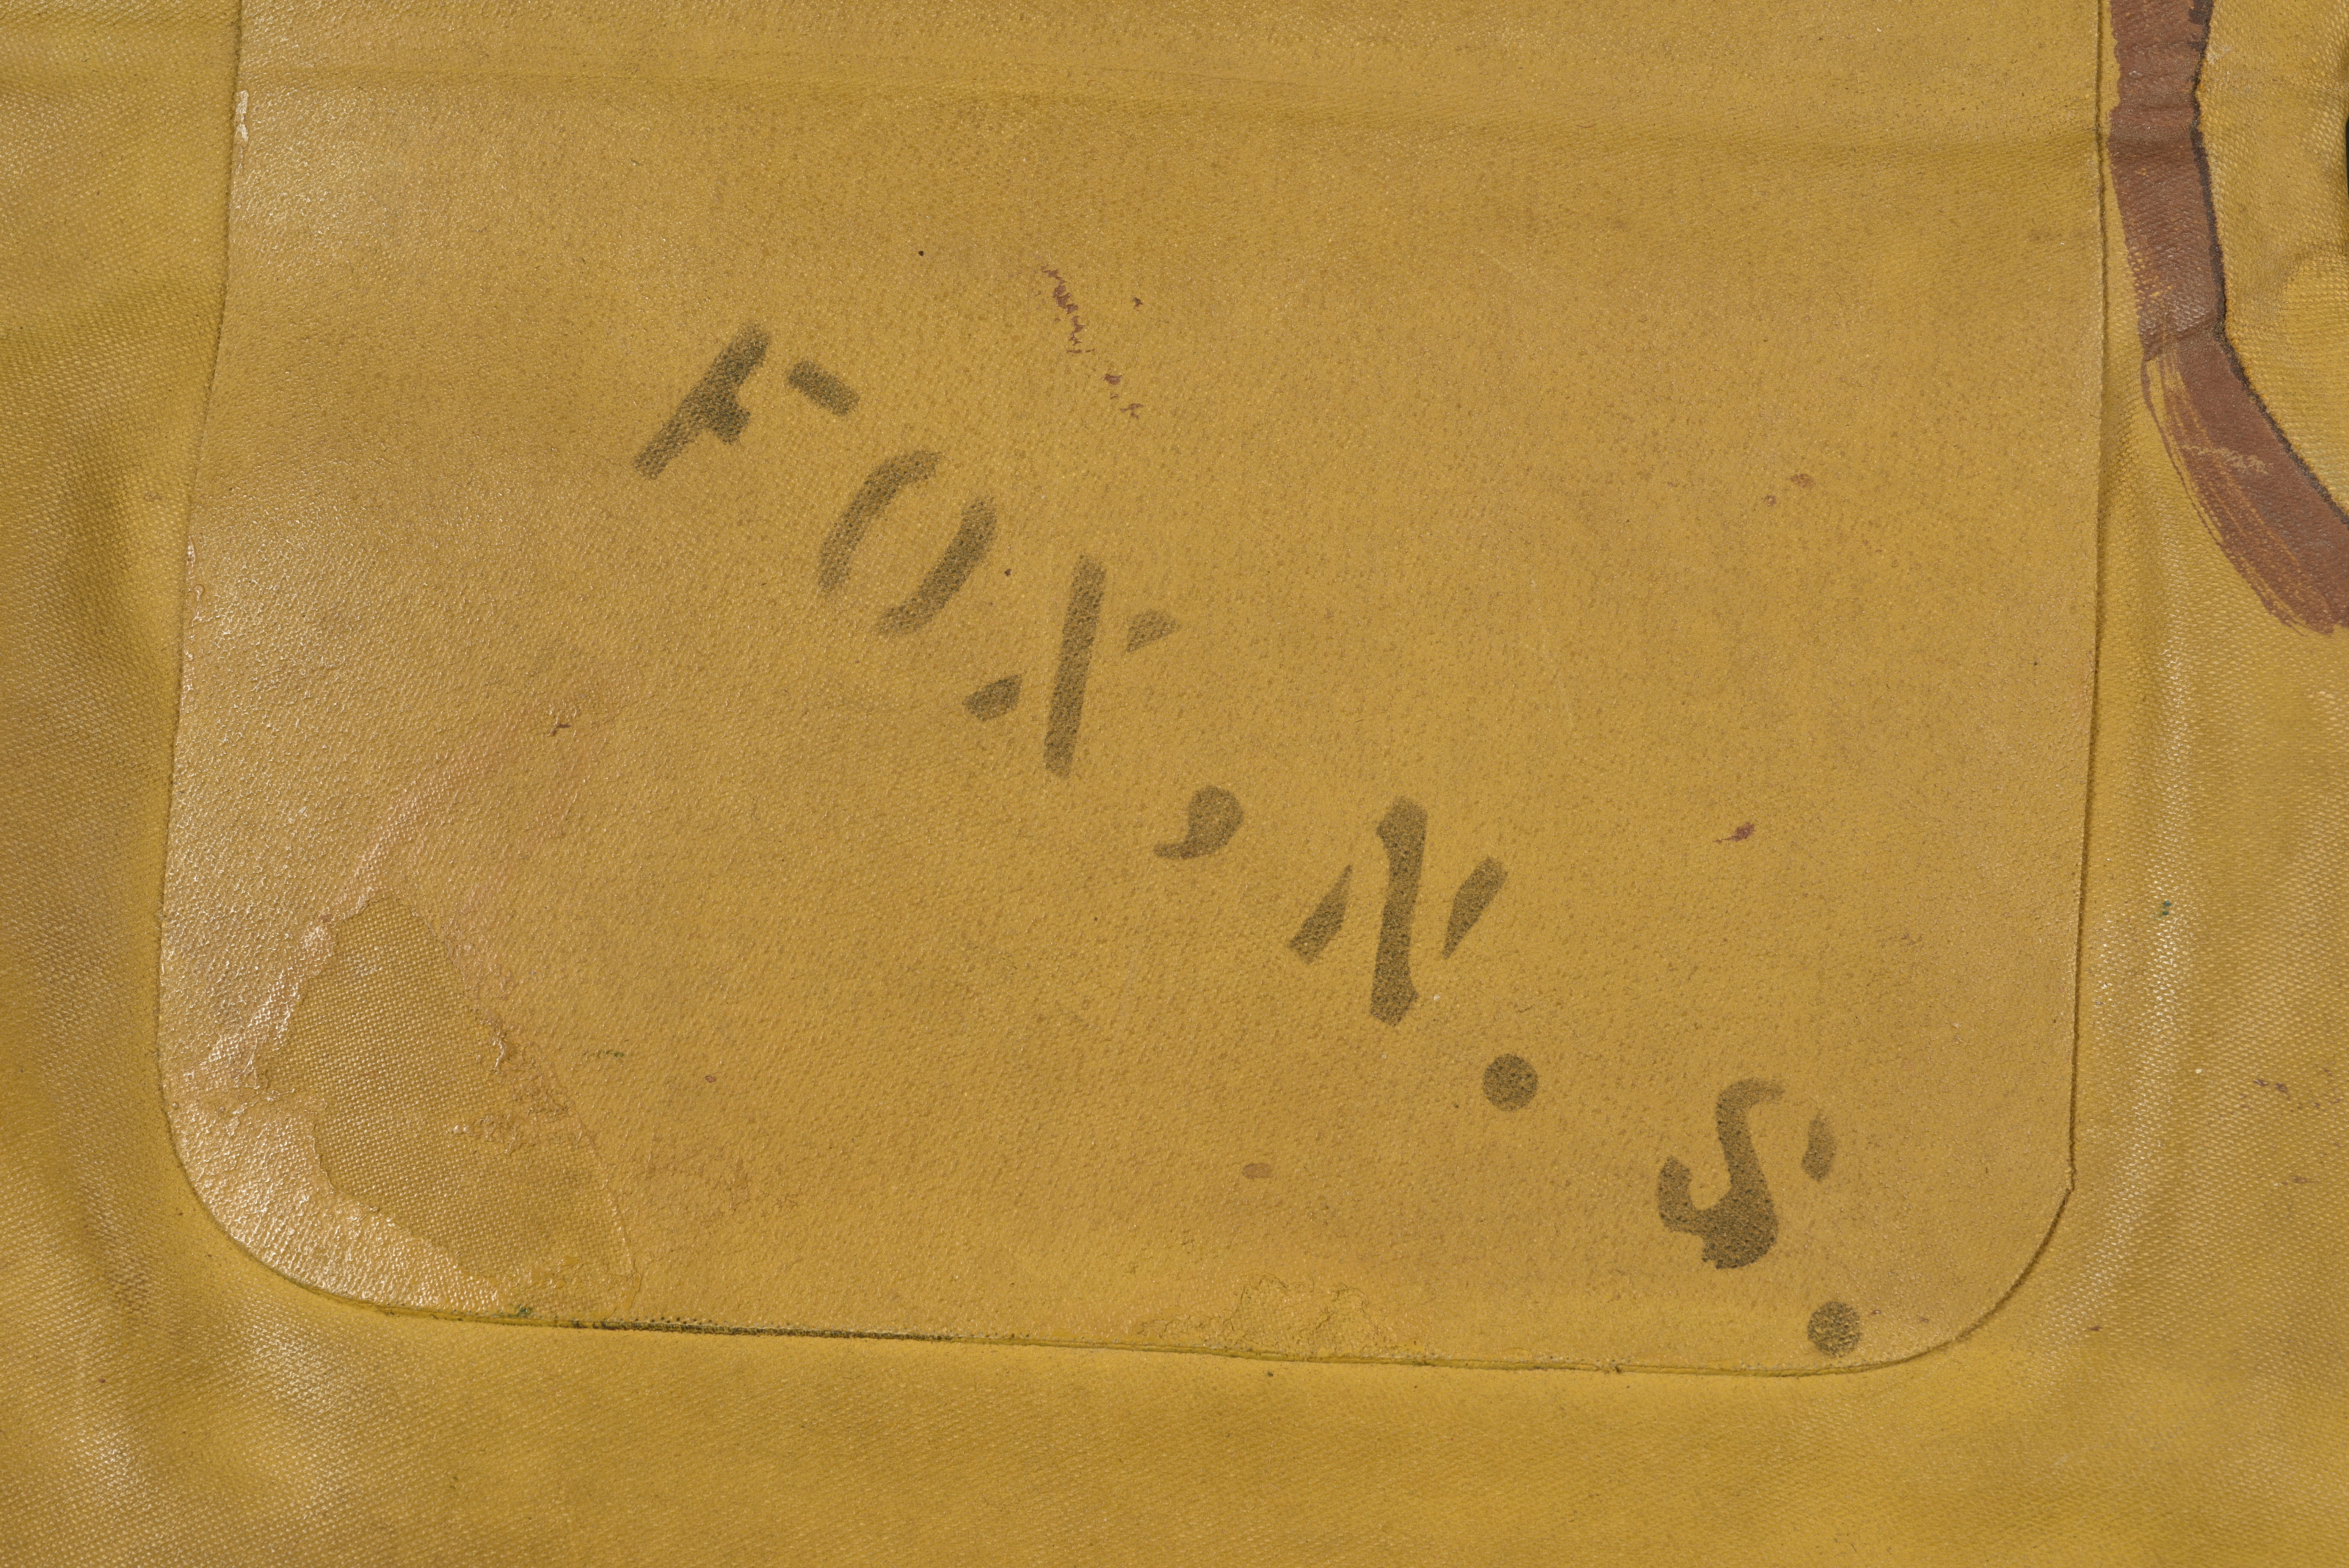 FOX, N. S.